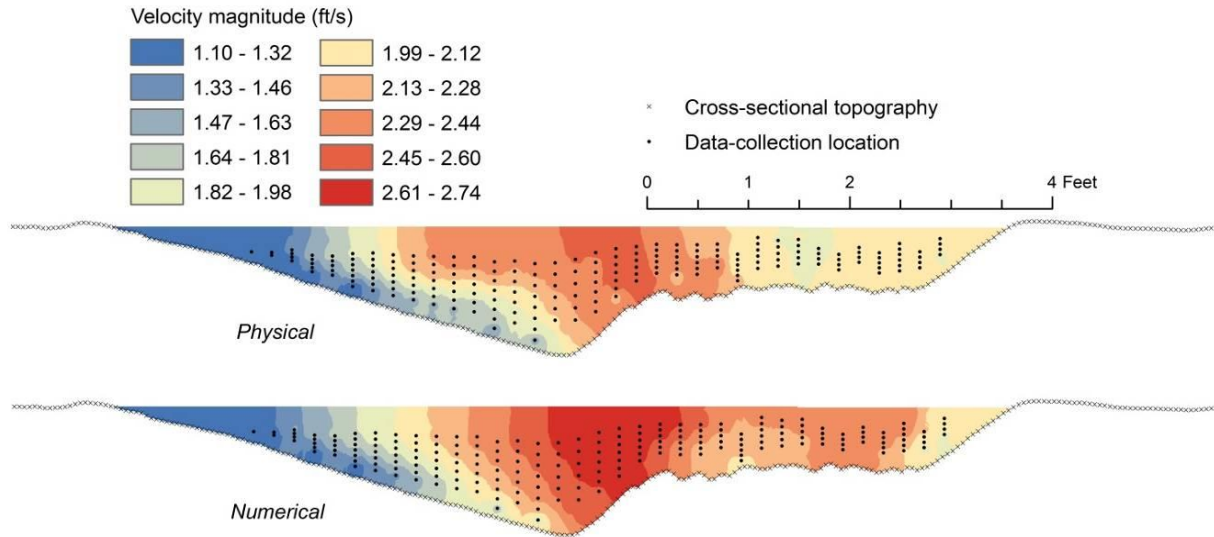 Velocity magnitude (ft/s)
1.10 - 1.32 1.99 - 2.12
1.33 - 1.46 2.13 - 2.28
1.47 - 1.63 2.29 - 2.44
1.64 - 1.81 2.45 - 2.60
1.82 - 1.98 2.61 - 2.74
Cross-sectional topography
Data-collection location
0 1 2 3 4 Feet
Physical
Numerical